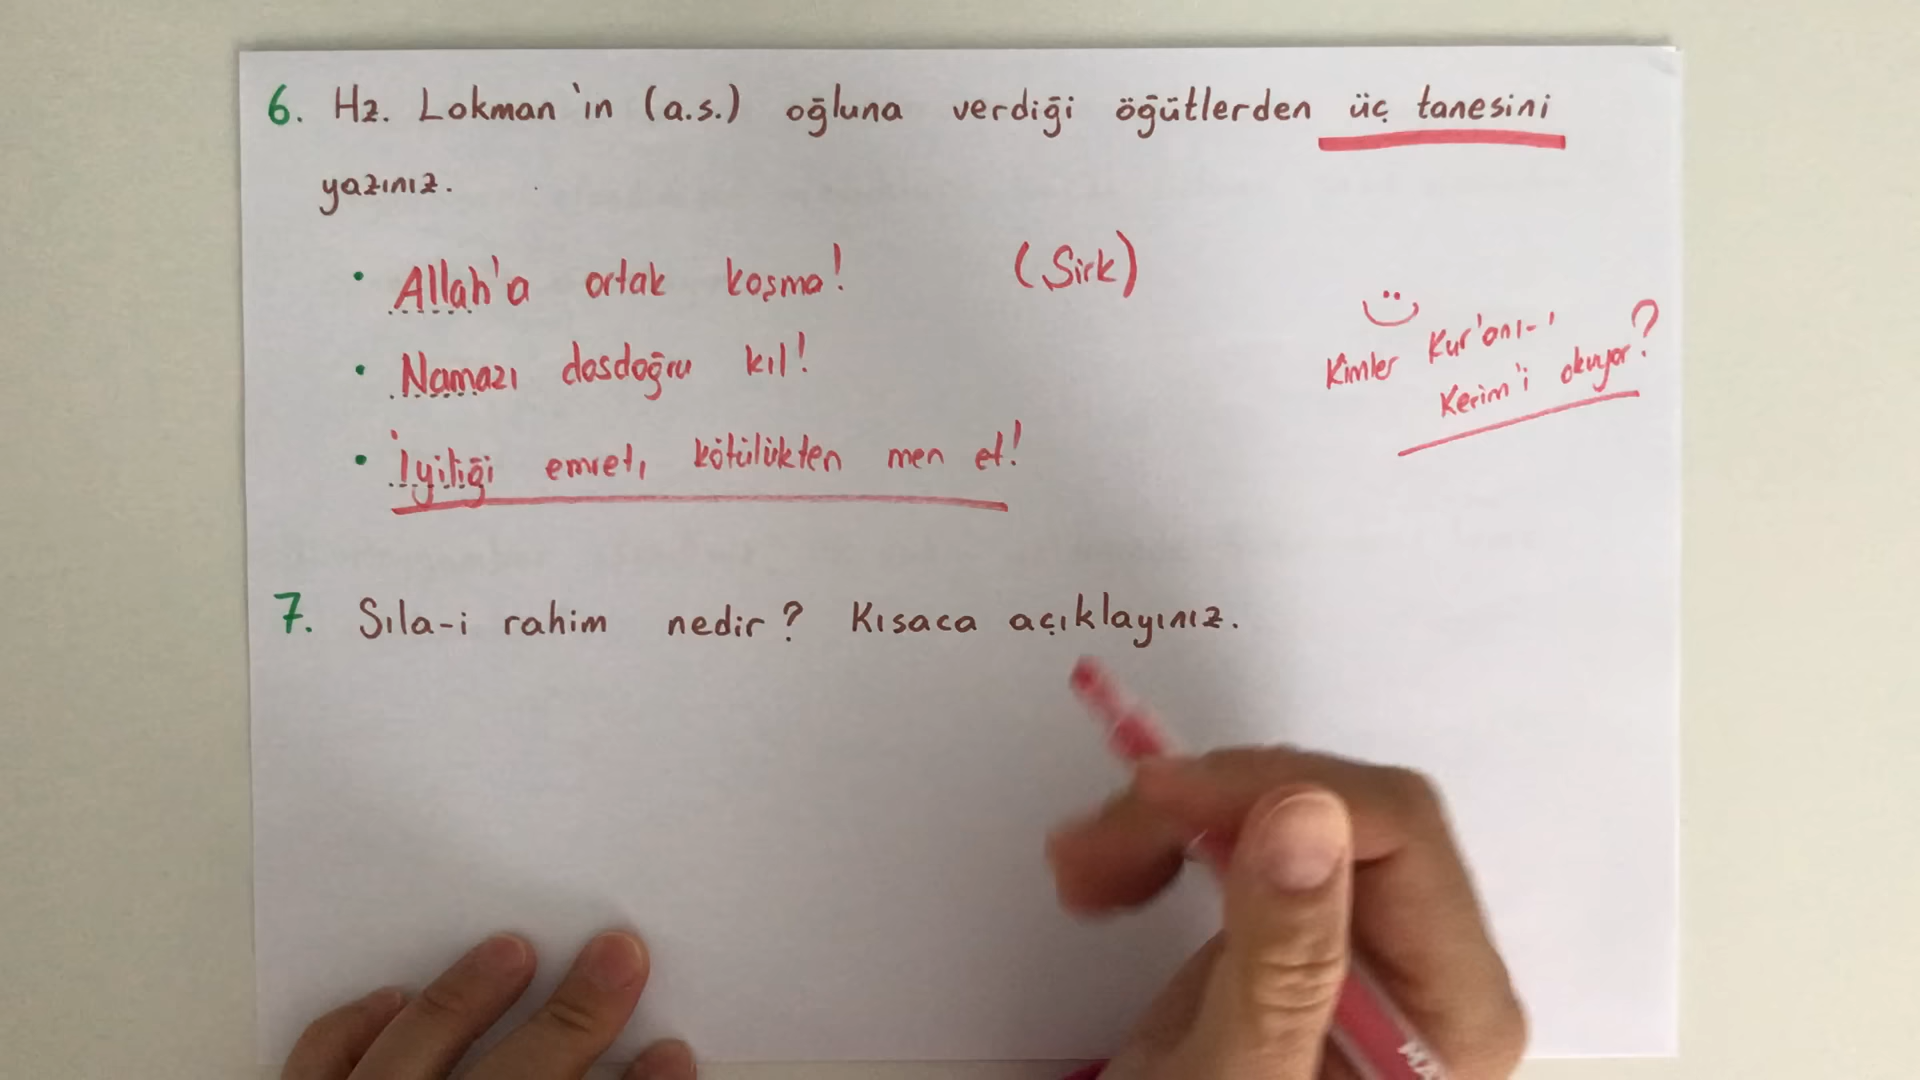 6. Hz. Lokman'ın (a.s.) oğluna verdiği öğütlerden üç tanesini
yazınız.
• Allah'a ortak koşma! (Şirk)
• Namazı dosdoğru kıl!
• İyiliği emret, kötülükten men et!
Kimler Kur'anı-ı
Kerim'i okuyor?
7. Sıla-i rahim nedir? Kısaca açıklayınız.